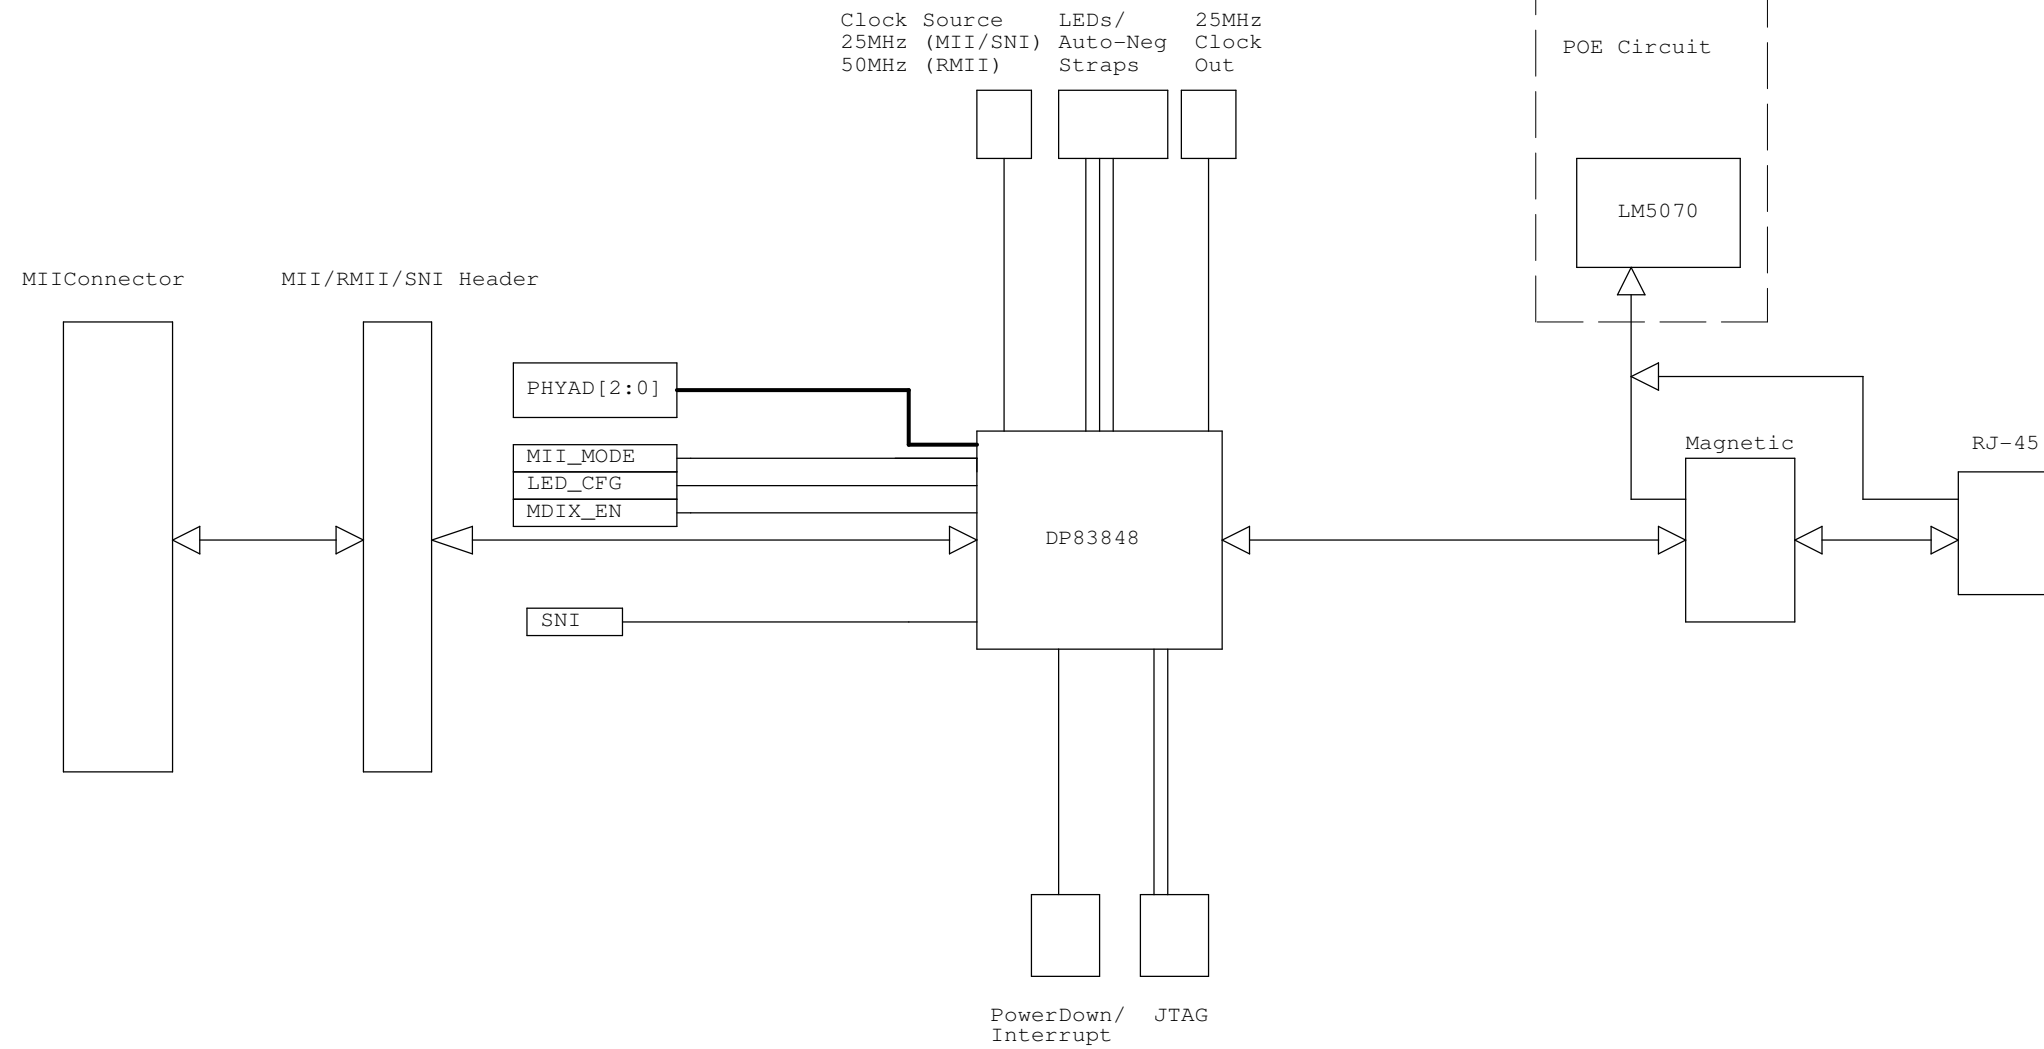 Clock Source
25MHz (MII/SNI)
50MHz (RMII)
LEDs/
Auto-Neg
Straps
25MHz
Clock
Out
POE Circuit
LM5070
MIIConnector
MII/RMII/SNI Header
PHYAD[2:0]
MII_MODE
LED_CFG
MDIX_EN
DP83848
SNI
Magnetic
RJ-45
PowerDown/
Interrupt
JTAG